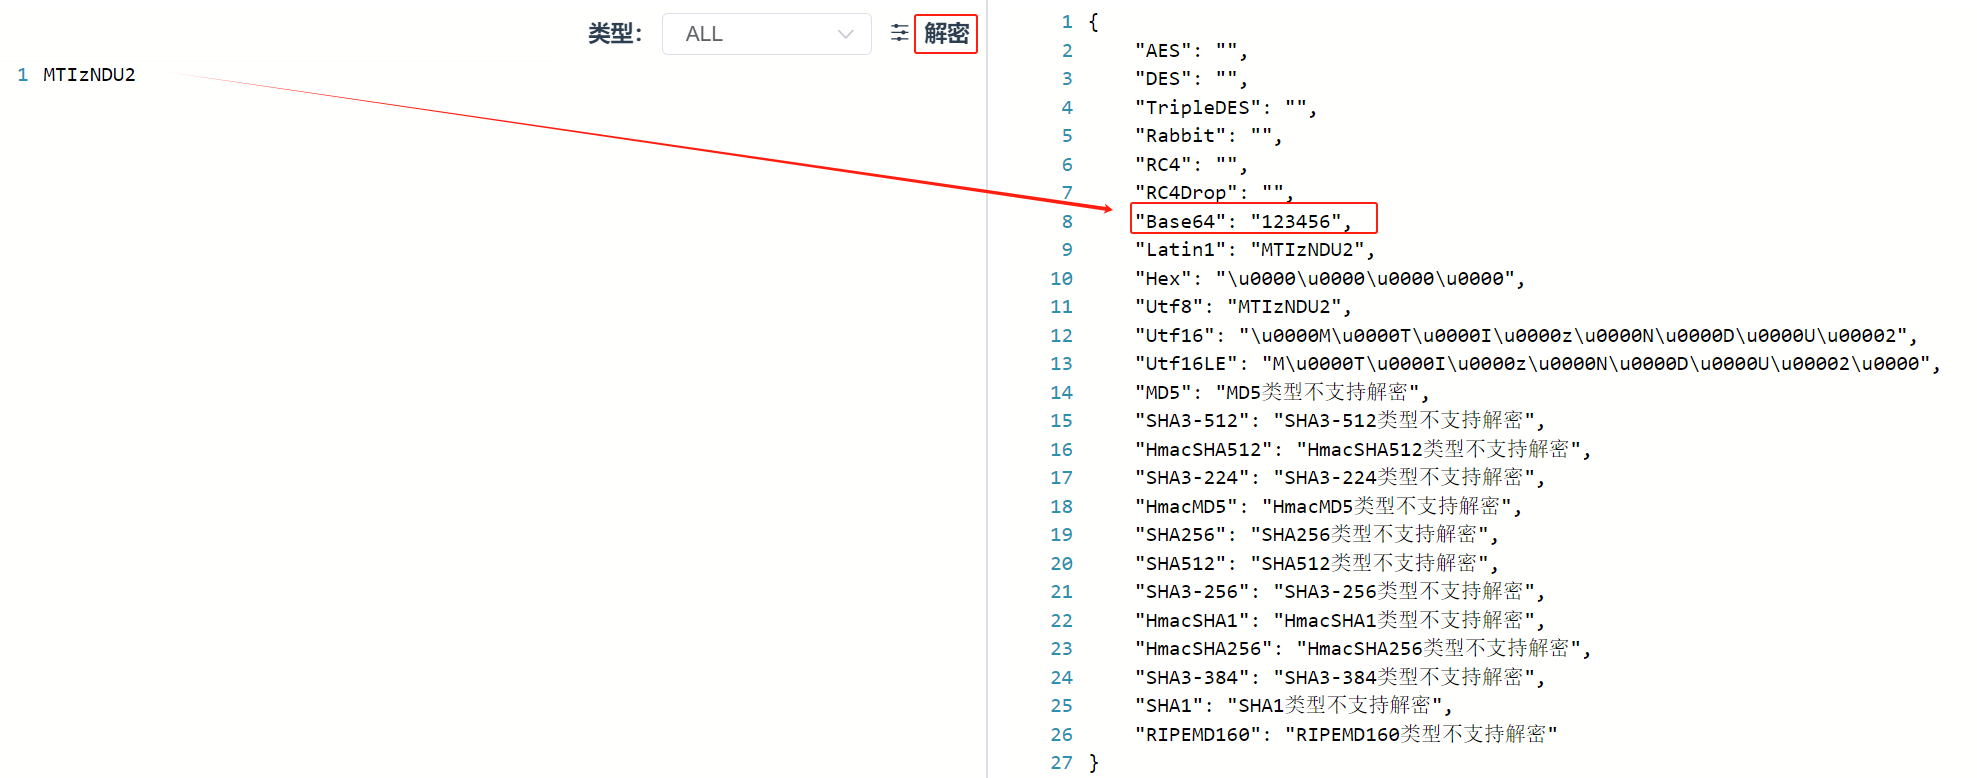 类型： ALL 解密
1 MTIzNDU2
1 {
2 "AES": "",
3 "DES": "",
4 "TripleDES": "",
5 "Rabbit": "",
6 "RC4": "",
7 "RC4Drop": "",
8 "Base64": "123456",
9 "Latin1": "MTIzNDU2",
10 "Hex": "\u0000\u0000\u0000\u0000",
11 "Utf8": "MTIzNDU2",
12 "Utf16": "\u0000M\u0000T\u0000I\u0000z\u0000N\u0000D\u0000U\u00002",
13 "Utf16LE": "M\u0000T\u0000I\u0000z\u0000N\u0000D\u0000U\u00002\u0000",
14 "MD5": "MD5类型不支持解密",
15 "SHA3-512": "SHA3-512类型不支持解密",
16 "HmacSHA512": "HmacSHA512类型不支持解密",
17 "SHA3-224": "SHA3-224类型不支持解密",
18 "HmacMD5": "HmacMD5类型不支持解密",
19 "SHA256": "SHA256类型不支持解密",
20 "SHA512": "SHA512类型不支持解密",
21 "SHA3-256": "SHA3-256类型不支持解密",
22 "HmacSHA1": "HmacSHA1类型不支持解密",
23 "HmacSHA256": "HmacSHA256类型不支持解密",
24 "SHA3-384": "SHA3-384类型不支持解密",
25 "SHA1": "SHA1类型不支持解密",
26 "RIPEMD160": "RIPEMD160类型不支持解密"
27 }